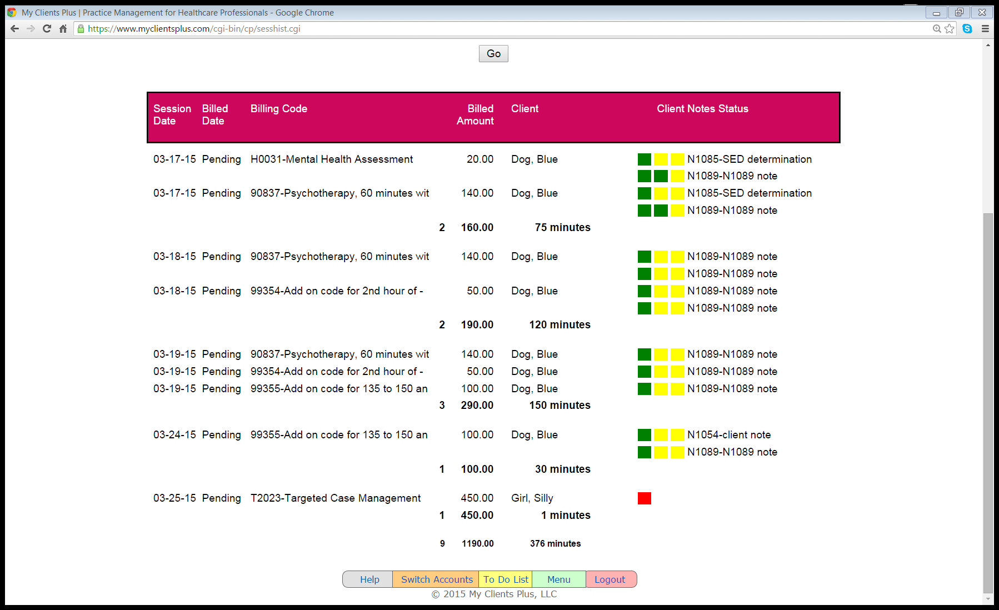 My Clients Plus | Practice Management for Healthcare Professionals - Google Chrome
https://www.myclientsplus.com/cgi-bin/cp/sesshist.cgi
Go
Session Date Billed Date Billing Code Billed Amount Client Client Notes Status
03-17-15 Pending H0031-Mental Health Assessment 20.00 Dog, Blue N1085-SED determination
N1089-N1089 note
03-17-15 Pending 90837-Psychotherapy, 60 minutes wit 140.00 Dog, Blue N1085-SED determination
N1089-N1089 note
2 160.00 75 minutes
03-18-15 Pending 90837-Psychotherapy, 60 minutes wit 140.00 Dog, Blue N1089-N1089 note
N1089-N1089 note
03-18-15 Pending 99354-Add on code for 2nd hour of - 50.00 Dog, Blue N1089-N1089 note
N1089-N1089 note
2 190.00 120 minutes
03-19-15 Pending 90837-Psychotherapy, 60 minutes wit 140.00 Dog, Blue N1089-N1089 note
03-19-15 Pending 99354-Add on code for 2nd hour of - 50.00 Dog, Blue N1089-N1089 note
03-19-15 Pending 99355-Add on code for 135 to 150 an 100.00 Dog, Blue N1089-N1089 note
3 290.00 150 minutes
03-24-15 Pending 99355-Add on code for 135 to 150 an 100.00 Dog, Blue N1054-client note
N1089-N1089 note
1 100.00 30 minutes
03-25-15 Pending T2023-Targeted Case Management 450.00 Girl, Silly
1 450.00 1 minutes
9 1190.00 376 minutes
Help Switch Accounts To Do List Menu Logout
© 2015 My Clients Plus, LLC